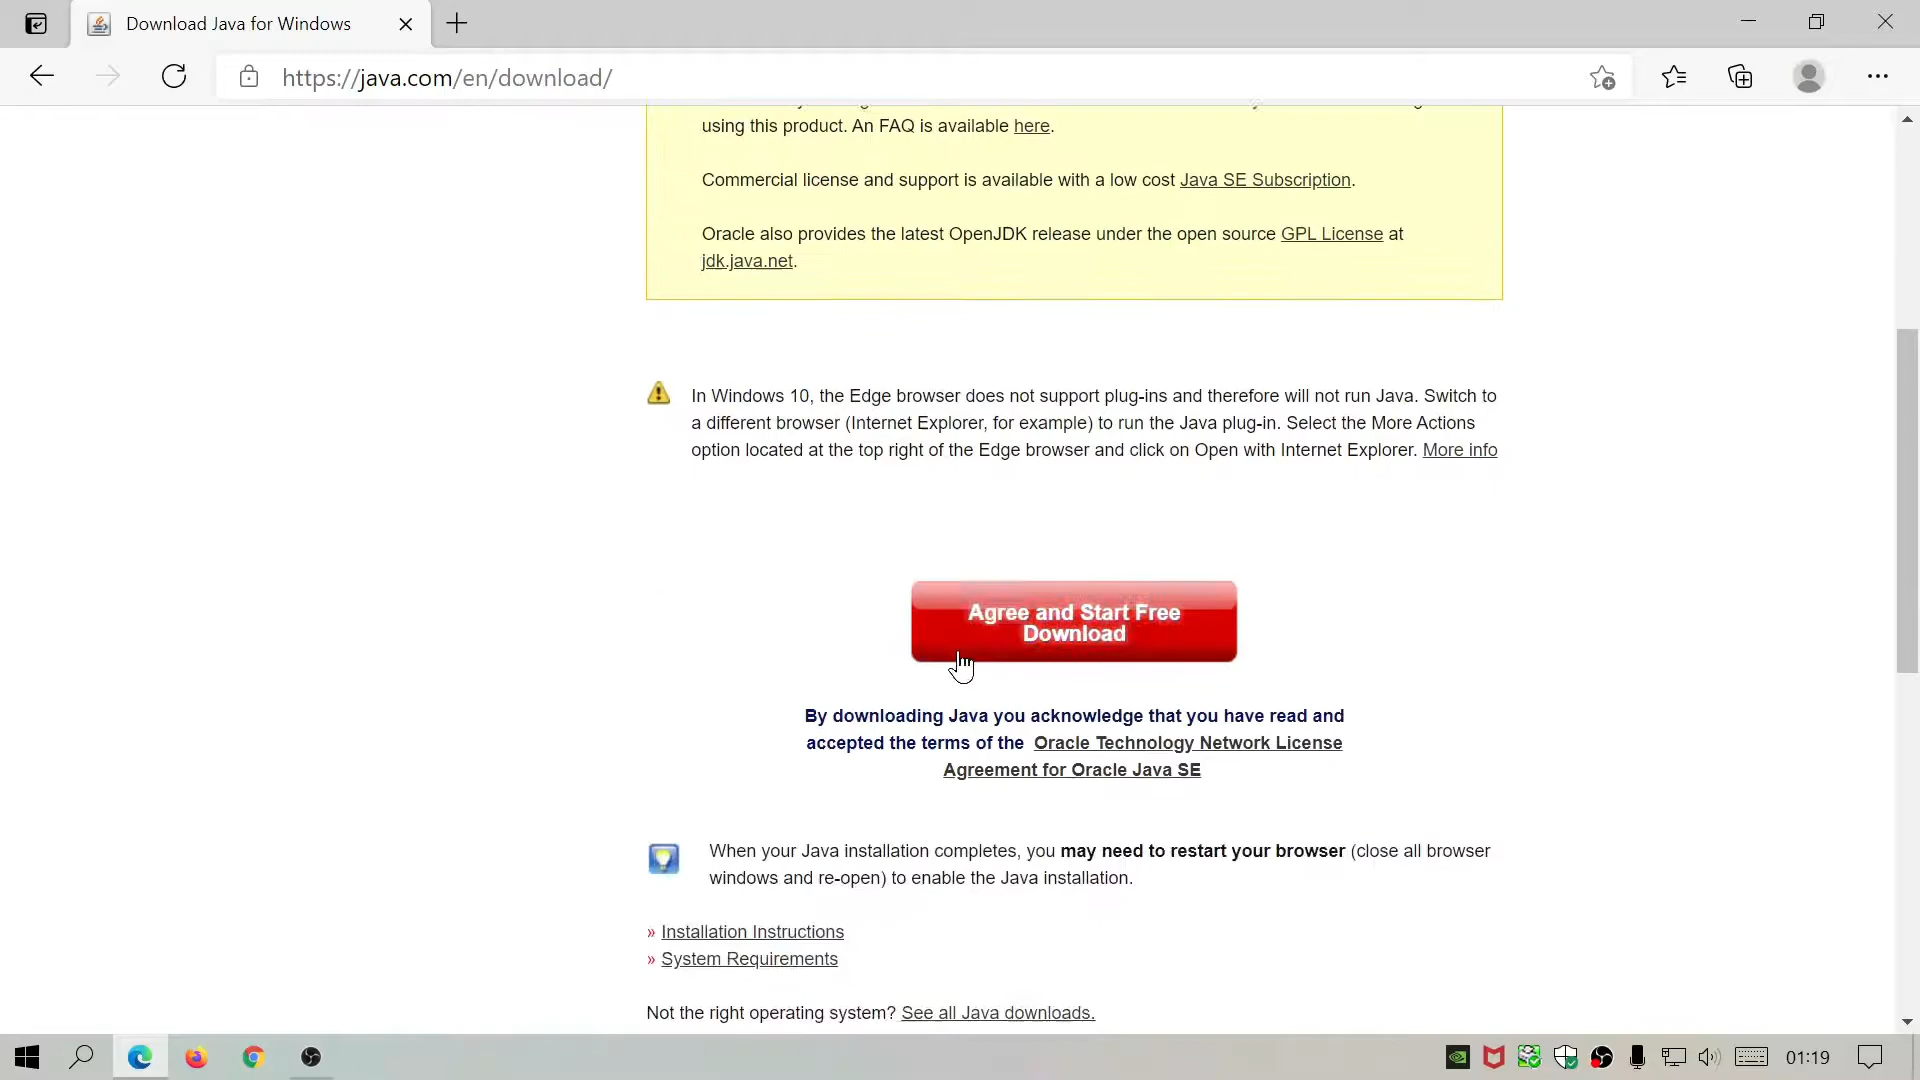 Download Java for Windows
https://java.com/en/download/
using this product. An FAQ is available here.
Commercial license and support is available with a low cost Java SE Subscription.
Oracle also provides the latest OpenJDK release under the open source GPL License at
jdk.java.net.
In Windows 10, the Edge browser does not support plug-ins and therefore will not run Java. Switch to
a different browser (Internet Explorer, for example) to run the Java plug-in. Select the More Actions
option located at the top right of the Edge browser and click on Open with Internet Explorer. More info
Agree and Start Free
Download
By downloading Java you acknowledge that you have read and
accepted the terms of the Oracle Technology Network License
Agreement for Oracle Java SE
When your Java installation completes, you may need to restart your browser (close all browser
windows and re-open) to enable the Java installation.
» Installation Instructions
» System Requirements
Not the right operating system? See all Java downloads.
01:19